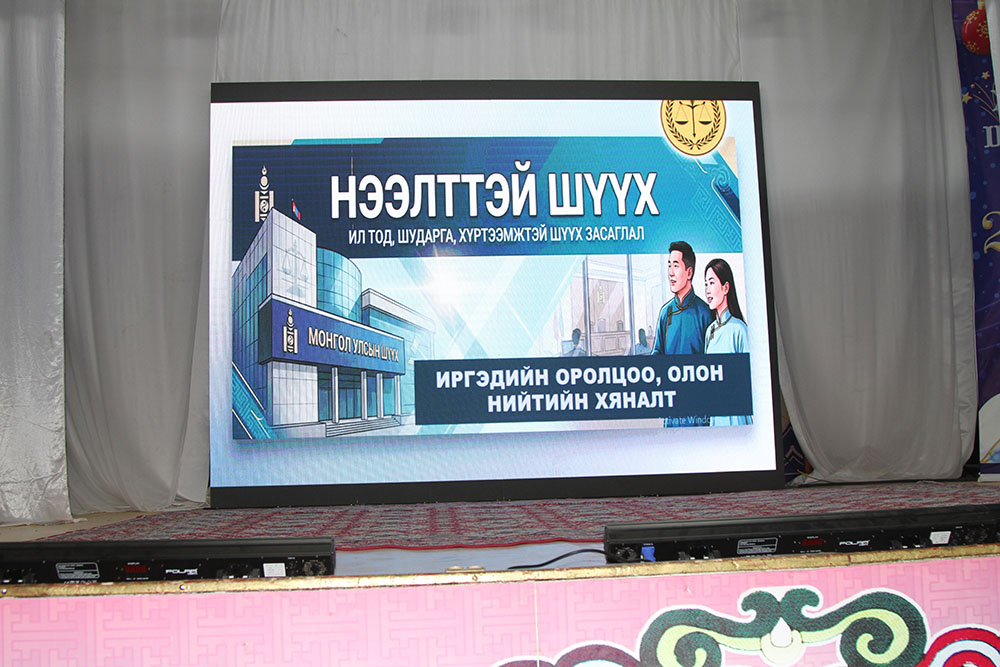 НЭЭЛТТЭЙ ШҮҮХ
ИЛ ТОД, ШУДАРГА, ХҮРТЭЭМЖТЭЙ ШҮҮХ ЗАСАГЛАЛ
МОНГОЛ УЛСЫН ШҮҮХ
ИРГЭДИЙН ОРОЛЦОО, ОЛОН
НИЙТИЙН ХЯНАЛТ